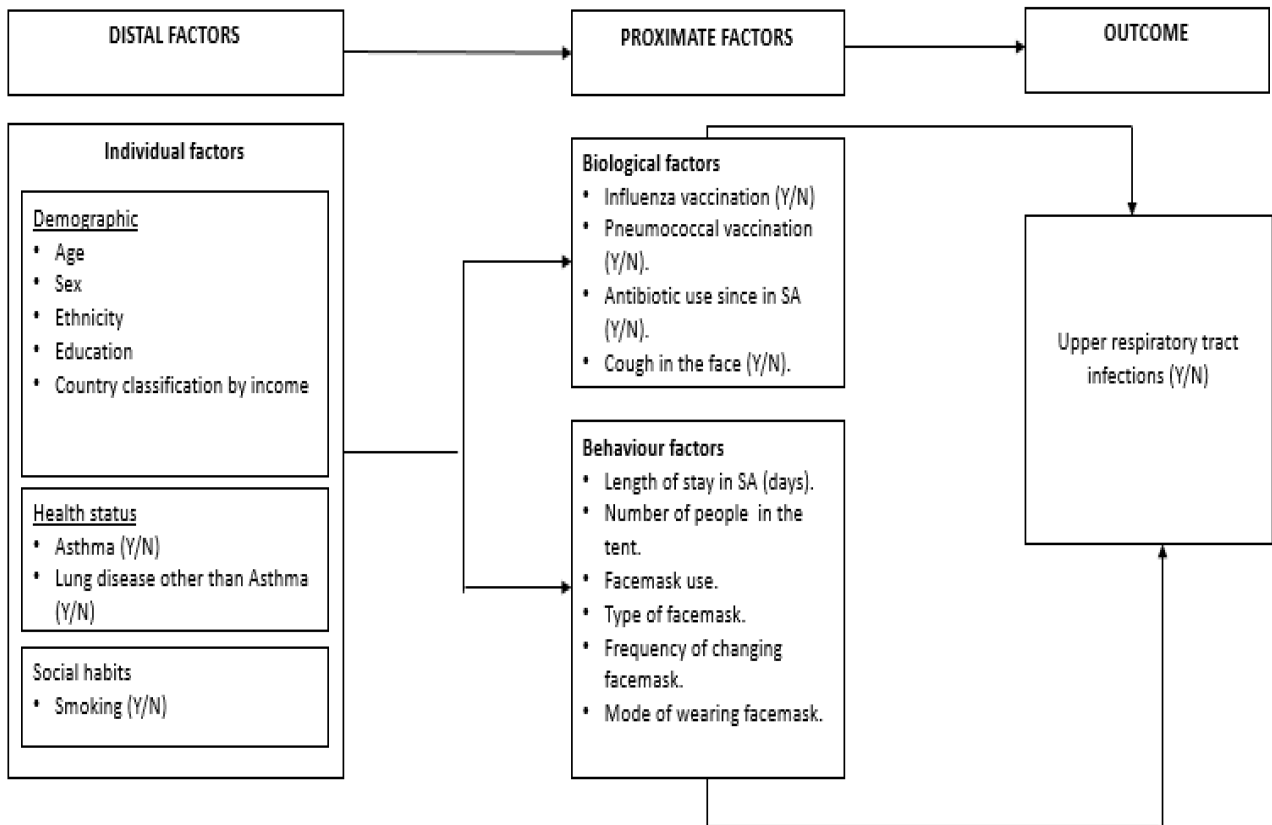 DISTAL FACTORS
PROXIMATE FACTORS
OUTCOME
Individual factors
Demographic
• Age
• Sex
• Ethnicity
• Education
• Country classification by income
Health status
• Asthma (Y/N)
• Lung disease other than Asthma
(Y/N)
Social habits
• Smoking (Y/N)
Biological factors
• Influenza vaccination (Y/N)
• Pneumococcal vaccination
(Y/N).
• Antibiotic use since in SA
(Y/N).
• Cough in the face (Y/N).
Behaviour factors
• Length of stay in SA (days).
• Number of people in the
tent.
• Facemask use.
• Type of facemask.
• Frequency of changing
facemask.
• Mode of wearing facemask.
Upper respiratory tract
infections (Y/N)